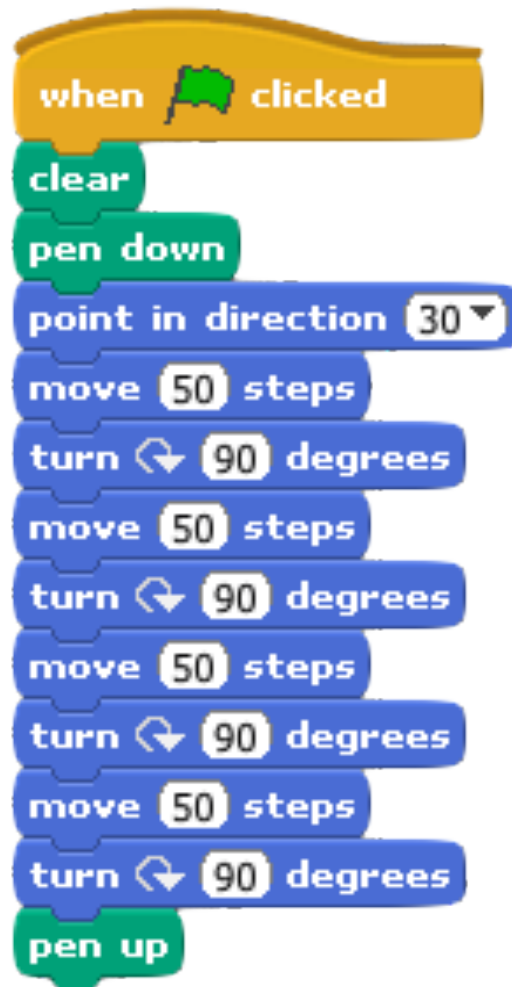 when clicked
clear
pen down
point in direction 30
move 50 steps
turn 90 degrees
move 50 steps
turn 90 degrees
move 50 steps
turn 90 degrees
move 50 steps
turn 90 degrees
pen up